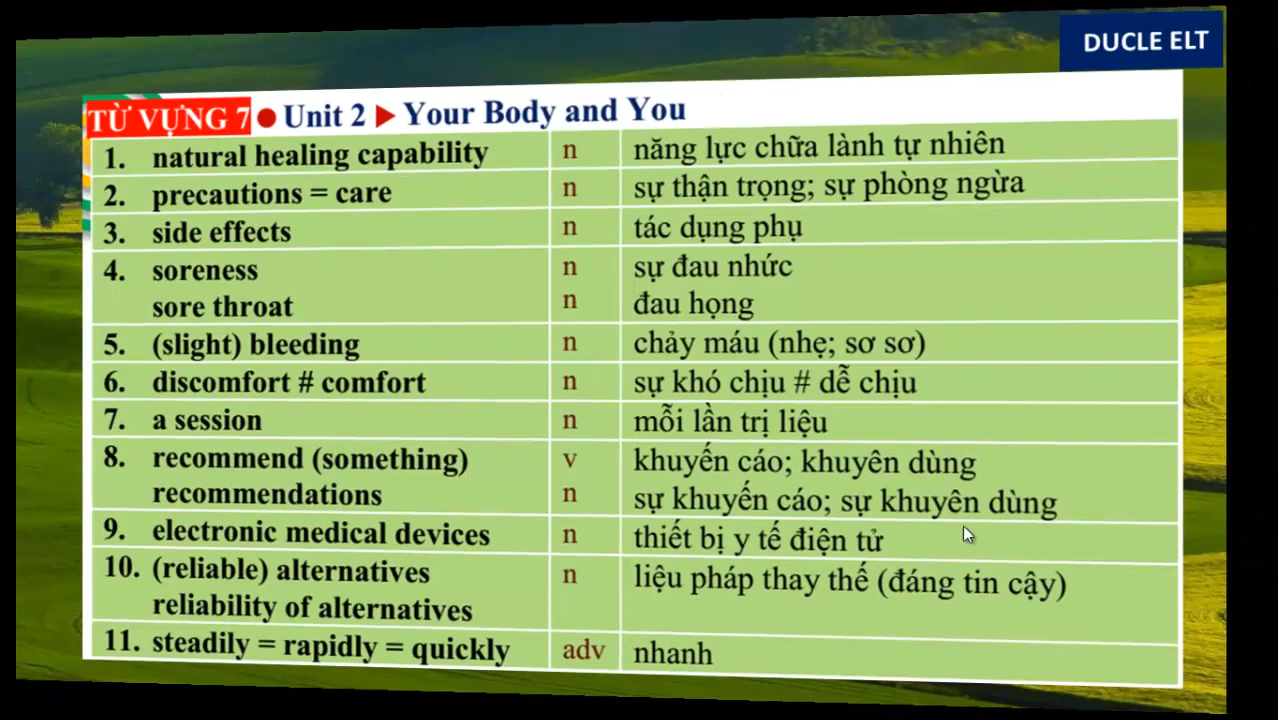 DUCLE ELT
TỪ VỰNG 7 ● Unit 2 ► Your Body and You
1. natural healing capability n năng lực chữa lành tự nhiên
2. precautions = care n sự thận trọng; sự phòng ngừa
3. side effects n tác dụng phụ
4. soreness n sự đau nhức
sore throat n đau họng
5. (slight) bleeding n chảy máu (nhẹ; sơ sơ)
6. discomfort # comfort n sự khó chịu # dễ chịu
7. a session n mỗi lần trị liệu
8. recommend (something) v khuyến cáo; khuyên dùng
recommendations n sự khuyến cáo; sự khuyên dùng
9. electronic medical devices n thiết bị y tế điện tử
10. (reliable) alternatives n liệu pháp thay thế (đáng tin cậy)
reliability of alternatives
11. steadily = rapidly = quickly adv nhanh